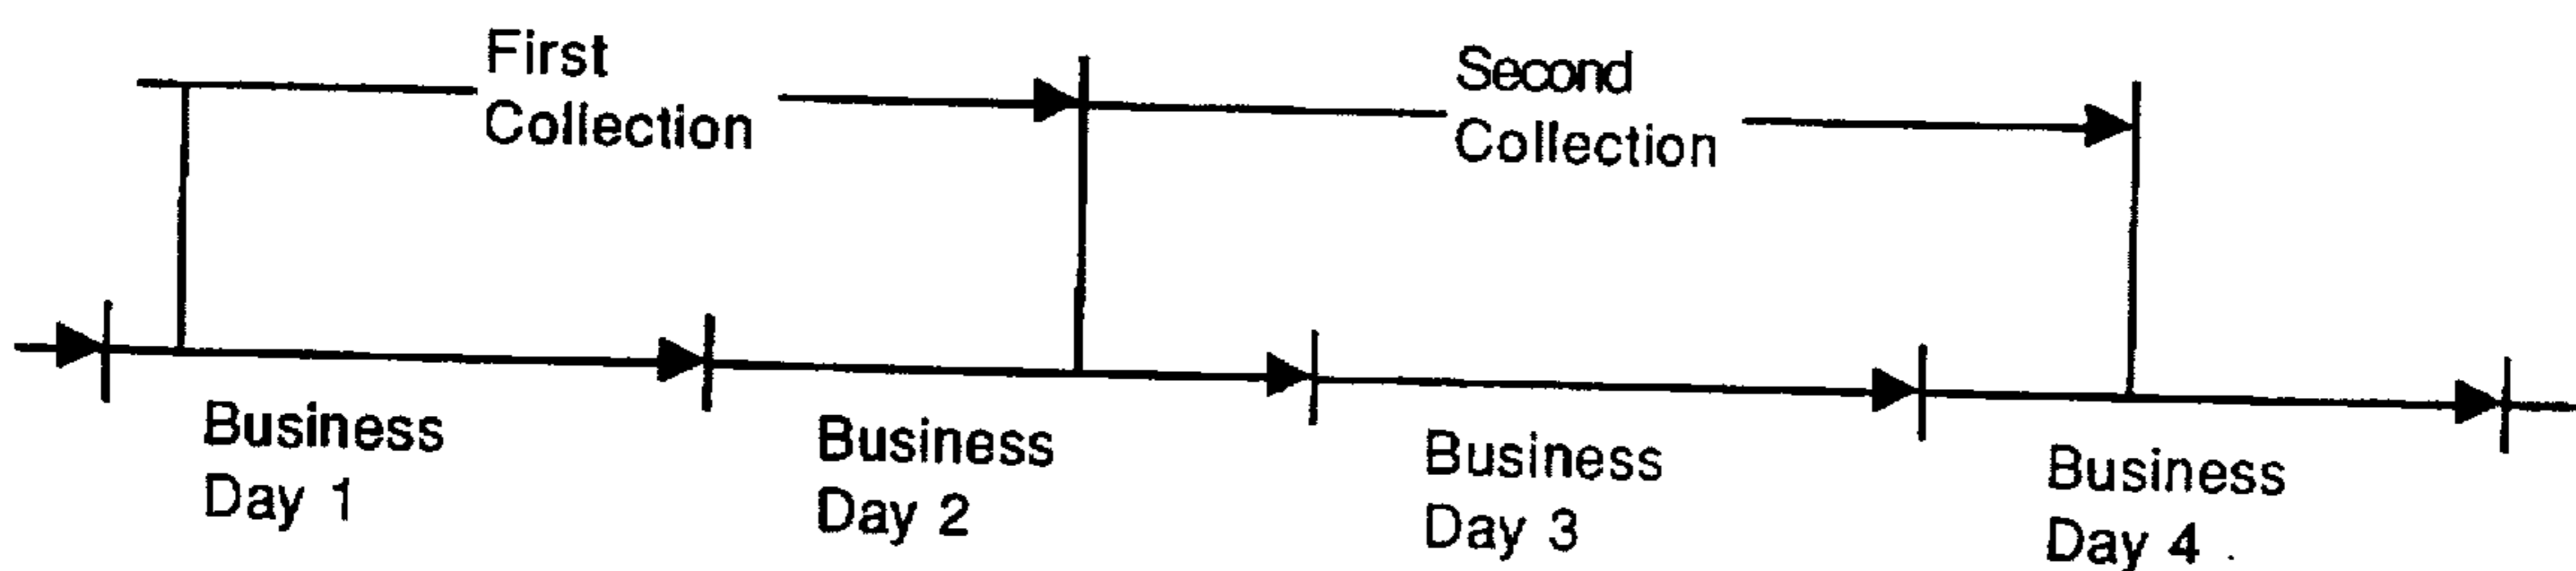 First
Collection
Second
Collection
Business
Day 1
Business
Day 2
Business
Day 3
Business
Day 4